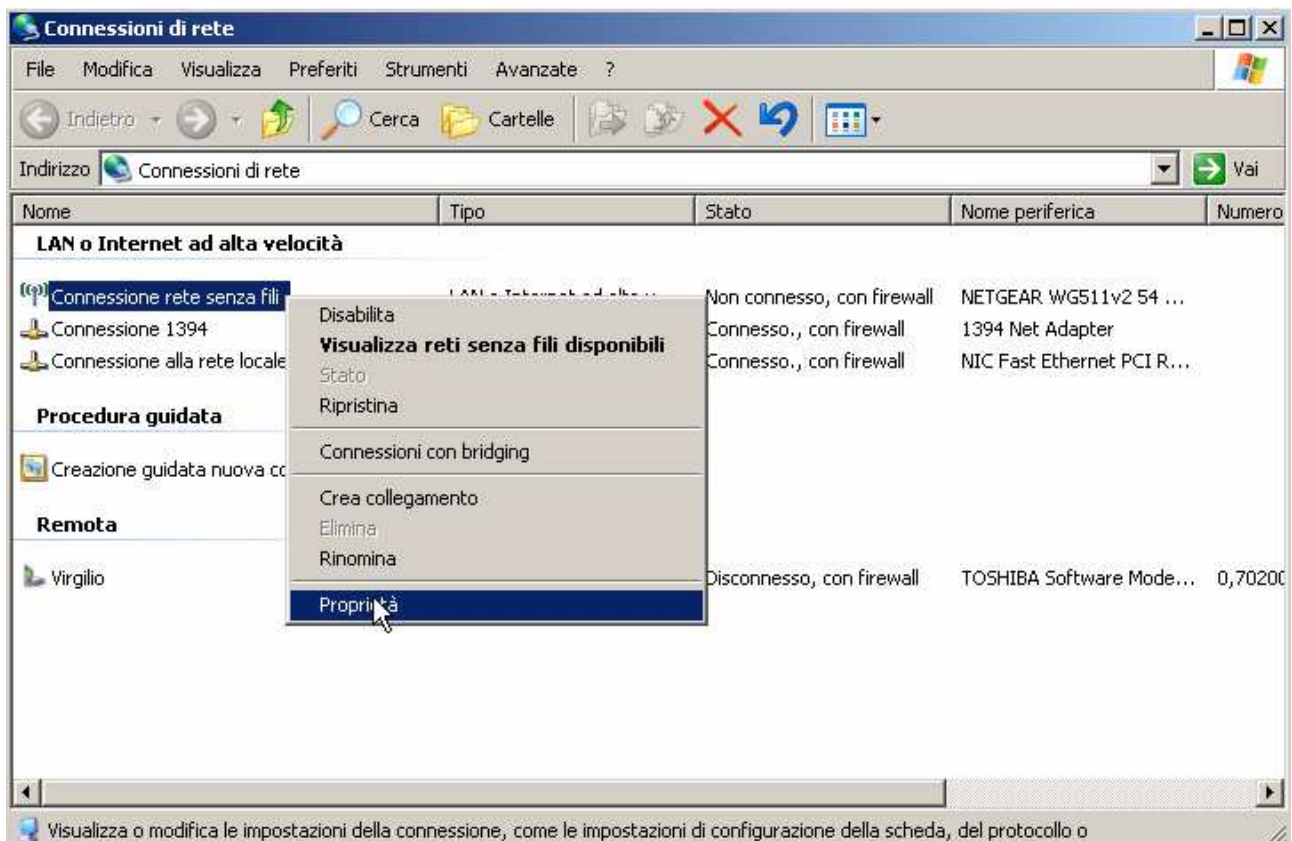 Connessioni di rete
File Modifica Visualizza Preferiti Strumenti Avanzate ?
Indietro Cerca Cartelle
Indirizzo Connessioni di rete Vai
Nome Tipo Stato Nome periferica Numero
LAN o Internet ad alta velocità
Connessione rete senza fili Non connesso, con firewall NETGEAR WG511v2 54 ...
Connessione 1394 Connesso., con firewall 1394 Net Adapter
Connessione alla rete locale Connesso., con firewall NIC Fast Ethernet PCI R...
Procedura guidata
Creazione guidata nuova
Remota
Virgilio Disconnesso, con firewall TOSHIBA Software Mode... 0,70200
Disabilita
Visualizza reti senza fili disponibili
Stato
Ripristina
Connessioni con bridging
Crea collegamento
Elimina
Rinomina
Proprietà
Visualizza o modifica le impostazioni della connessione, come le impostazioni di configurazione della scheda, del protocollo o